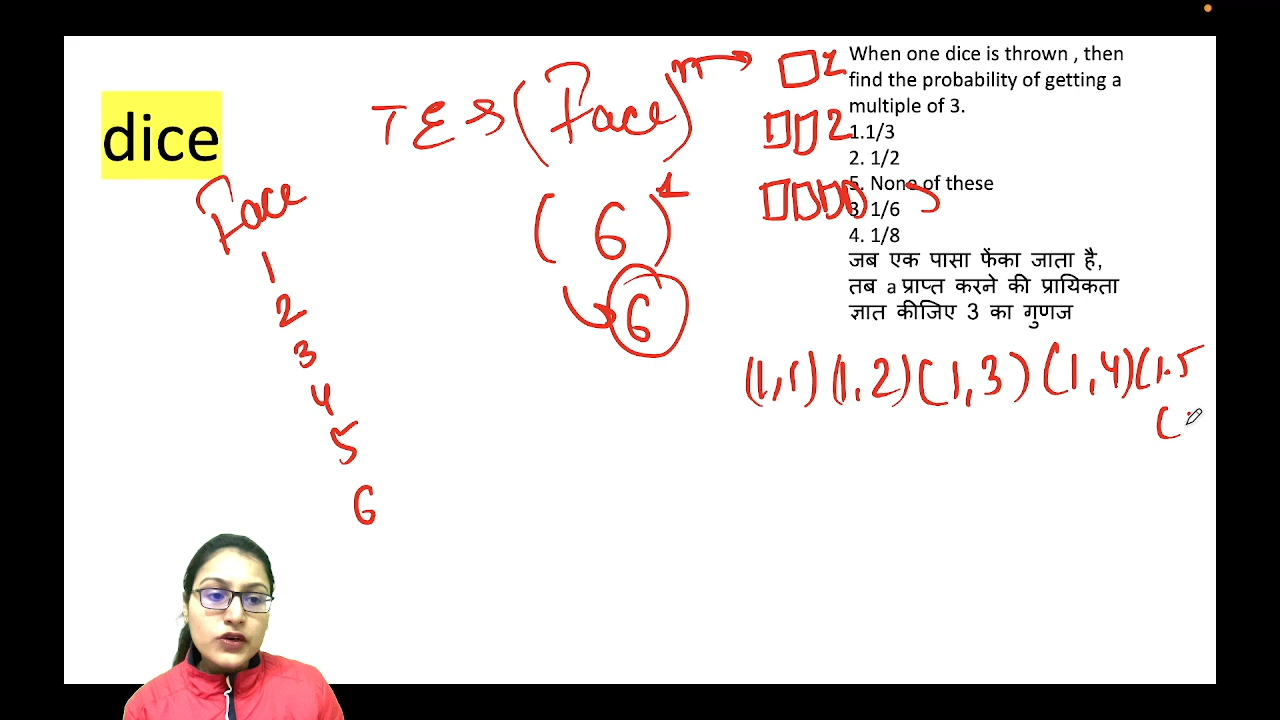 dice
Face
1
2
3
4
5
6
TES (Face)ⁿ
(6)¹
6
1
2
When one dice is thrown , then
find the probability of getting a
multiple of 3.
1.1/3
2. 1/2
5. None of these
3. 1/6
4. 1/8
जब एक पासा फेंका जाता है,
तब a प्राप्त करने की प्रायिकता
ज्ञात कीजिए 3 का गुणज
(1,1) (1,2) (1,3) (1,4) (1.5
(